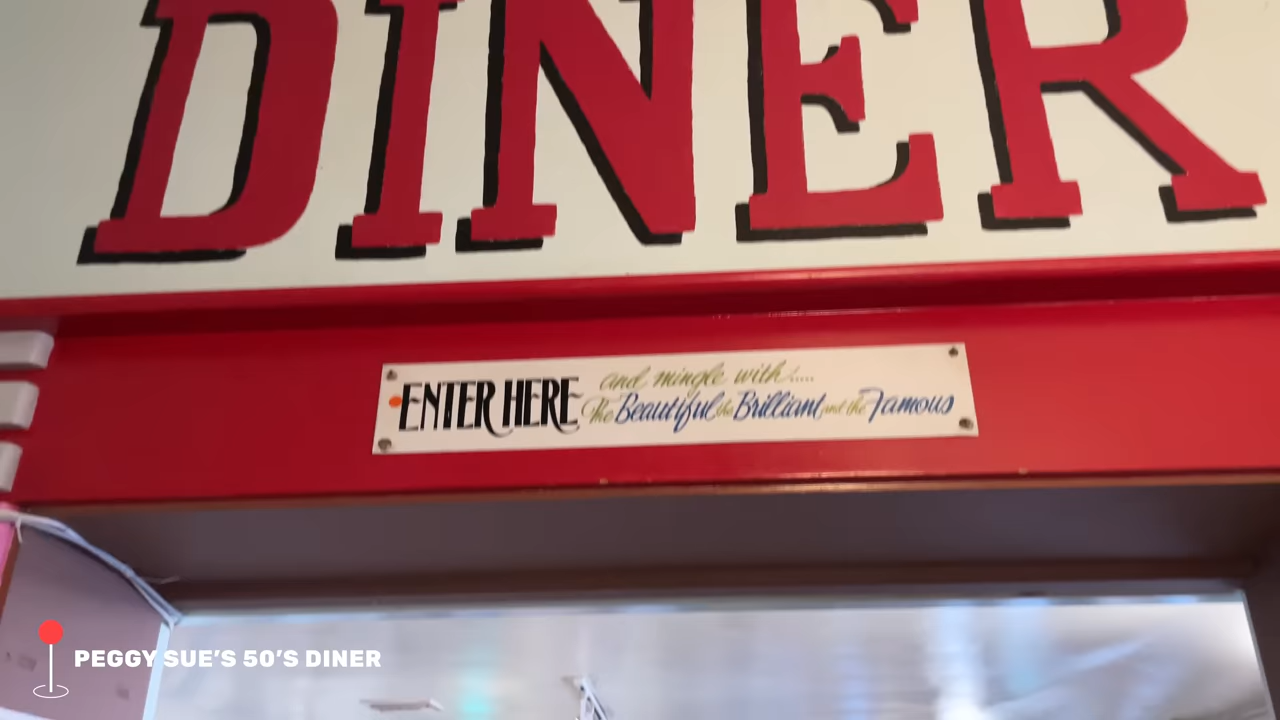 DINER
ENTER HERE
and mingle with.....
The Beautiful the Brilliant and the Famous
PEGGY SUE'S 50'S DINER